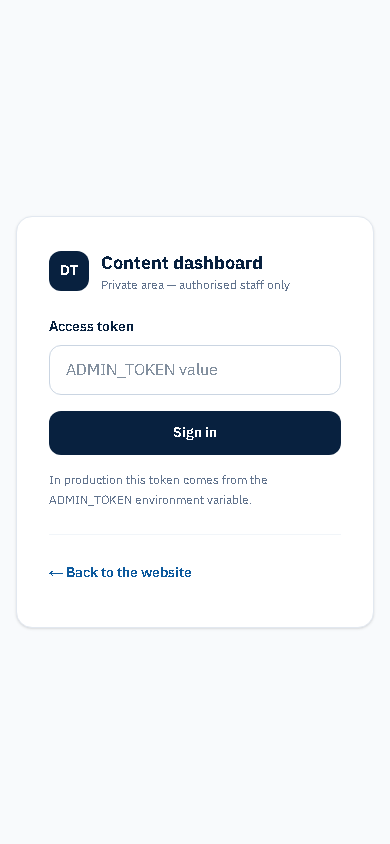 DT
Content dashboard
Private area — authorised staff only
Access token
ADMIN_TOKEN value
Sign in
In production this token comes from the
ADMIN_TOKEN environment variable.
← Back to the website